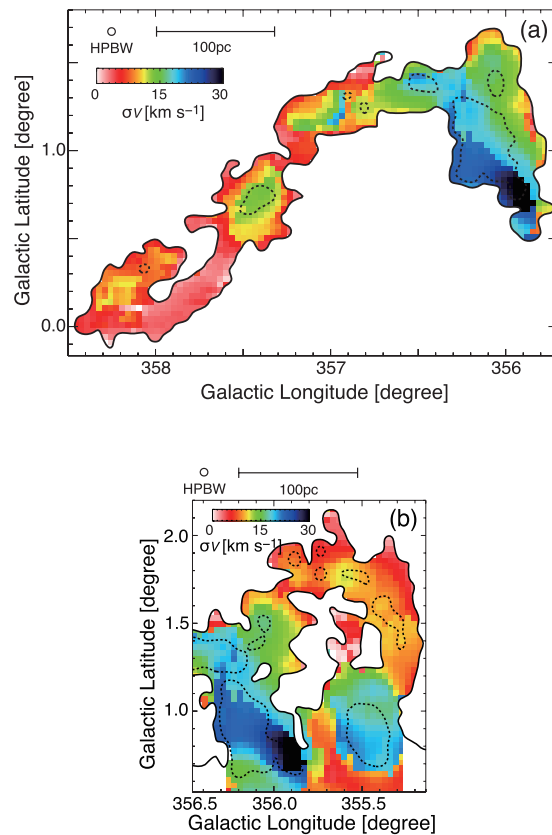 (a)
HPBW
100pc
0 15 30
σv [km s−1]
1.0
0.0
Galactic Latitude [degree]
358 357 356
Galactic Longitude [degree]
HPBW
100pc
(b)
0 15 30
σv [km s−1]
2.0
1.5
1.0
Galactic Latitude [degree]
356.5 356.0 355.5
Galactic Longitude [degree]